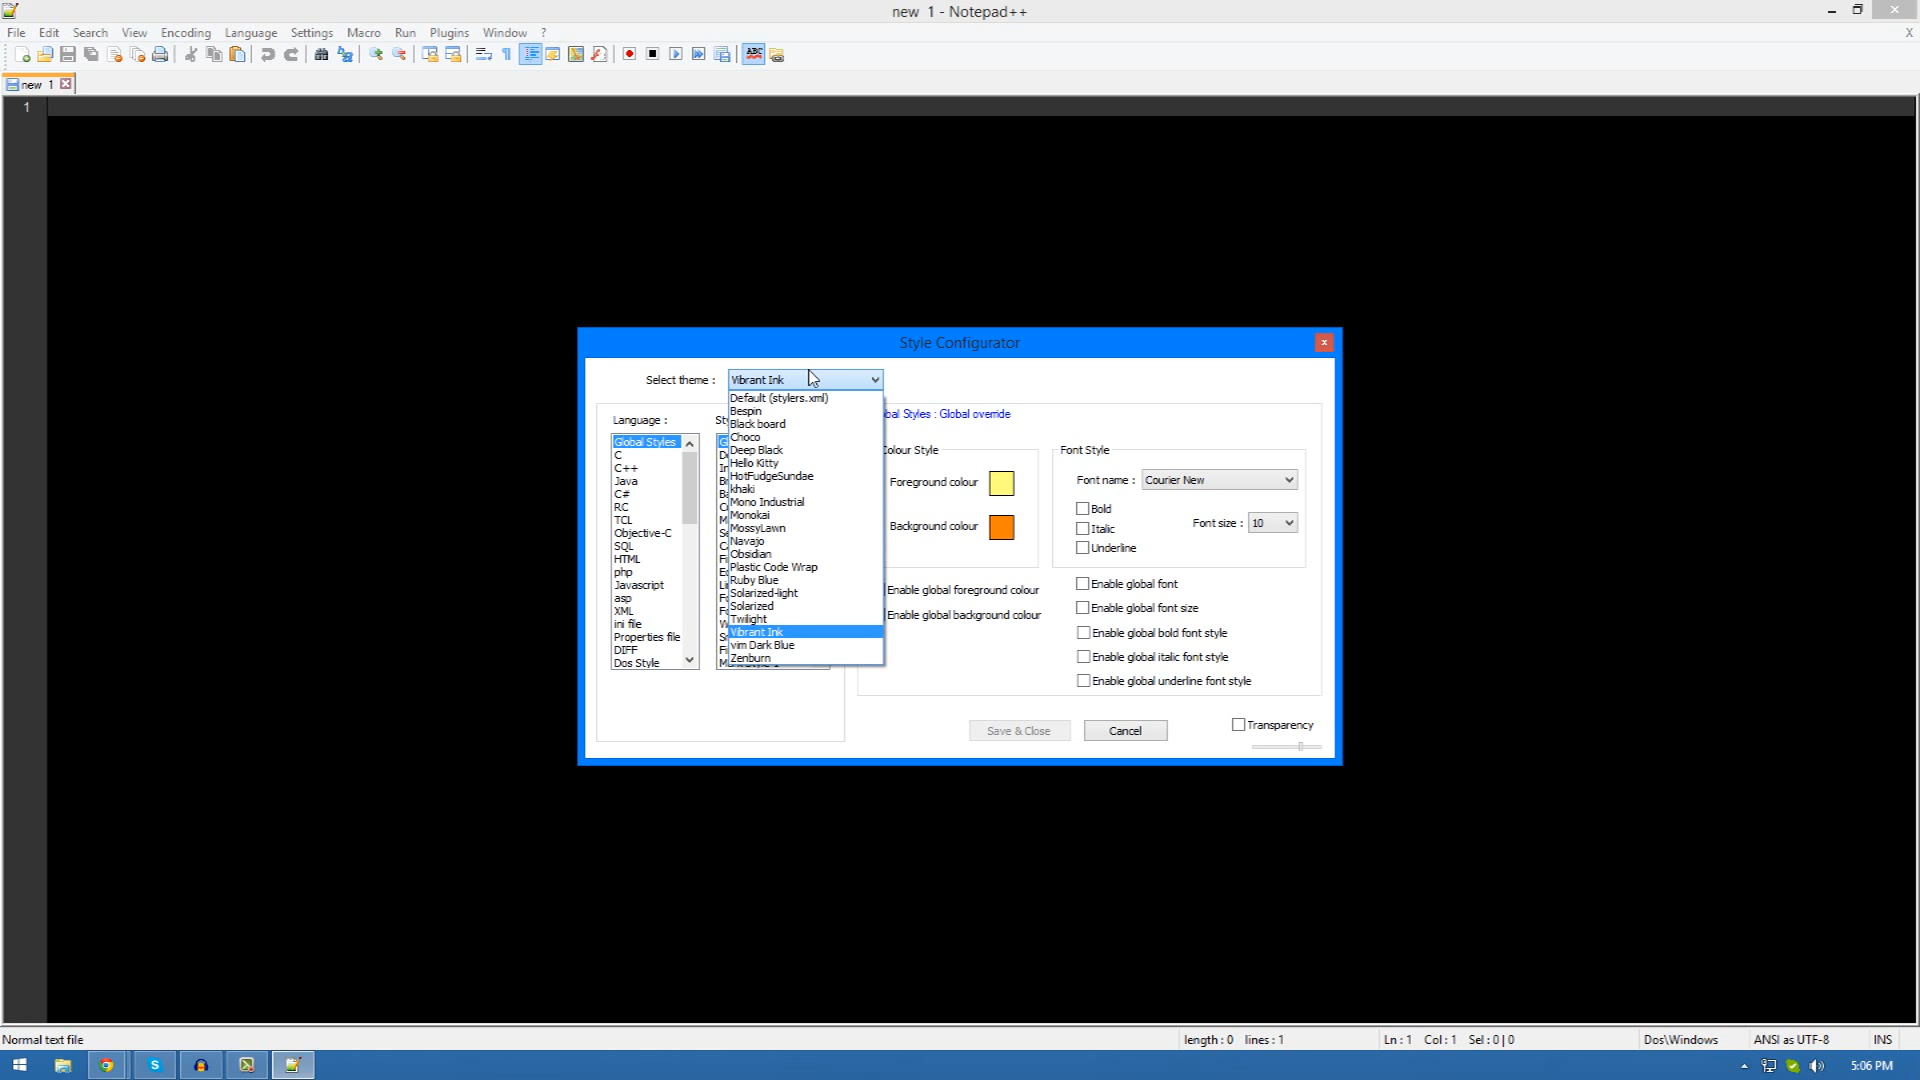 new 1 - Notepad++
File Edit Search View Encoding Language Settings Macro Run Plugins Window ? X
new 1
1
Style Configurator
Select theme : Vibrant Ink
Default (stylers.xml)
Bespin
Black board
Choco
Deep Black
Hello Kitty
HotFudgeSundae
khaki
Mono Industrial
Monokai
MossyLawn
Navajo
Obsidian
Plastic Code Wrap
Ruby Blue
Solarized-light
Solarized
Twilight
Vibrant Ink
vim Dark Blue
Zenburn
Language :
Global Styles
C
C++
Java
C#
RC
TCL
Objective-C
SQL
HTML
php
Javascript
asp
XML
ini file
Properties file
DIFF
Dos Style
bal Styles : Global override
Colour Style
Foreground colour
Background colour
Enable global foreground colour
Enable global background colour
Font Style
Font name : Courier New
Bold
Italic
Underline
Font size : 10
Enable global font
Enable global font size
Enable global bold font style
Enable global italic font style
Enable global underline font style
Save & Close
Cancel
Transparency
Normal text file
length : 0 lines : 1
Ln : 1 Col : 1 Sel : 0 | 0
Dos\Windows
ANSI as UTF-8
INS
5:06 PM